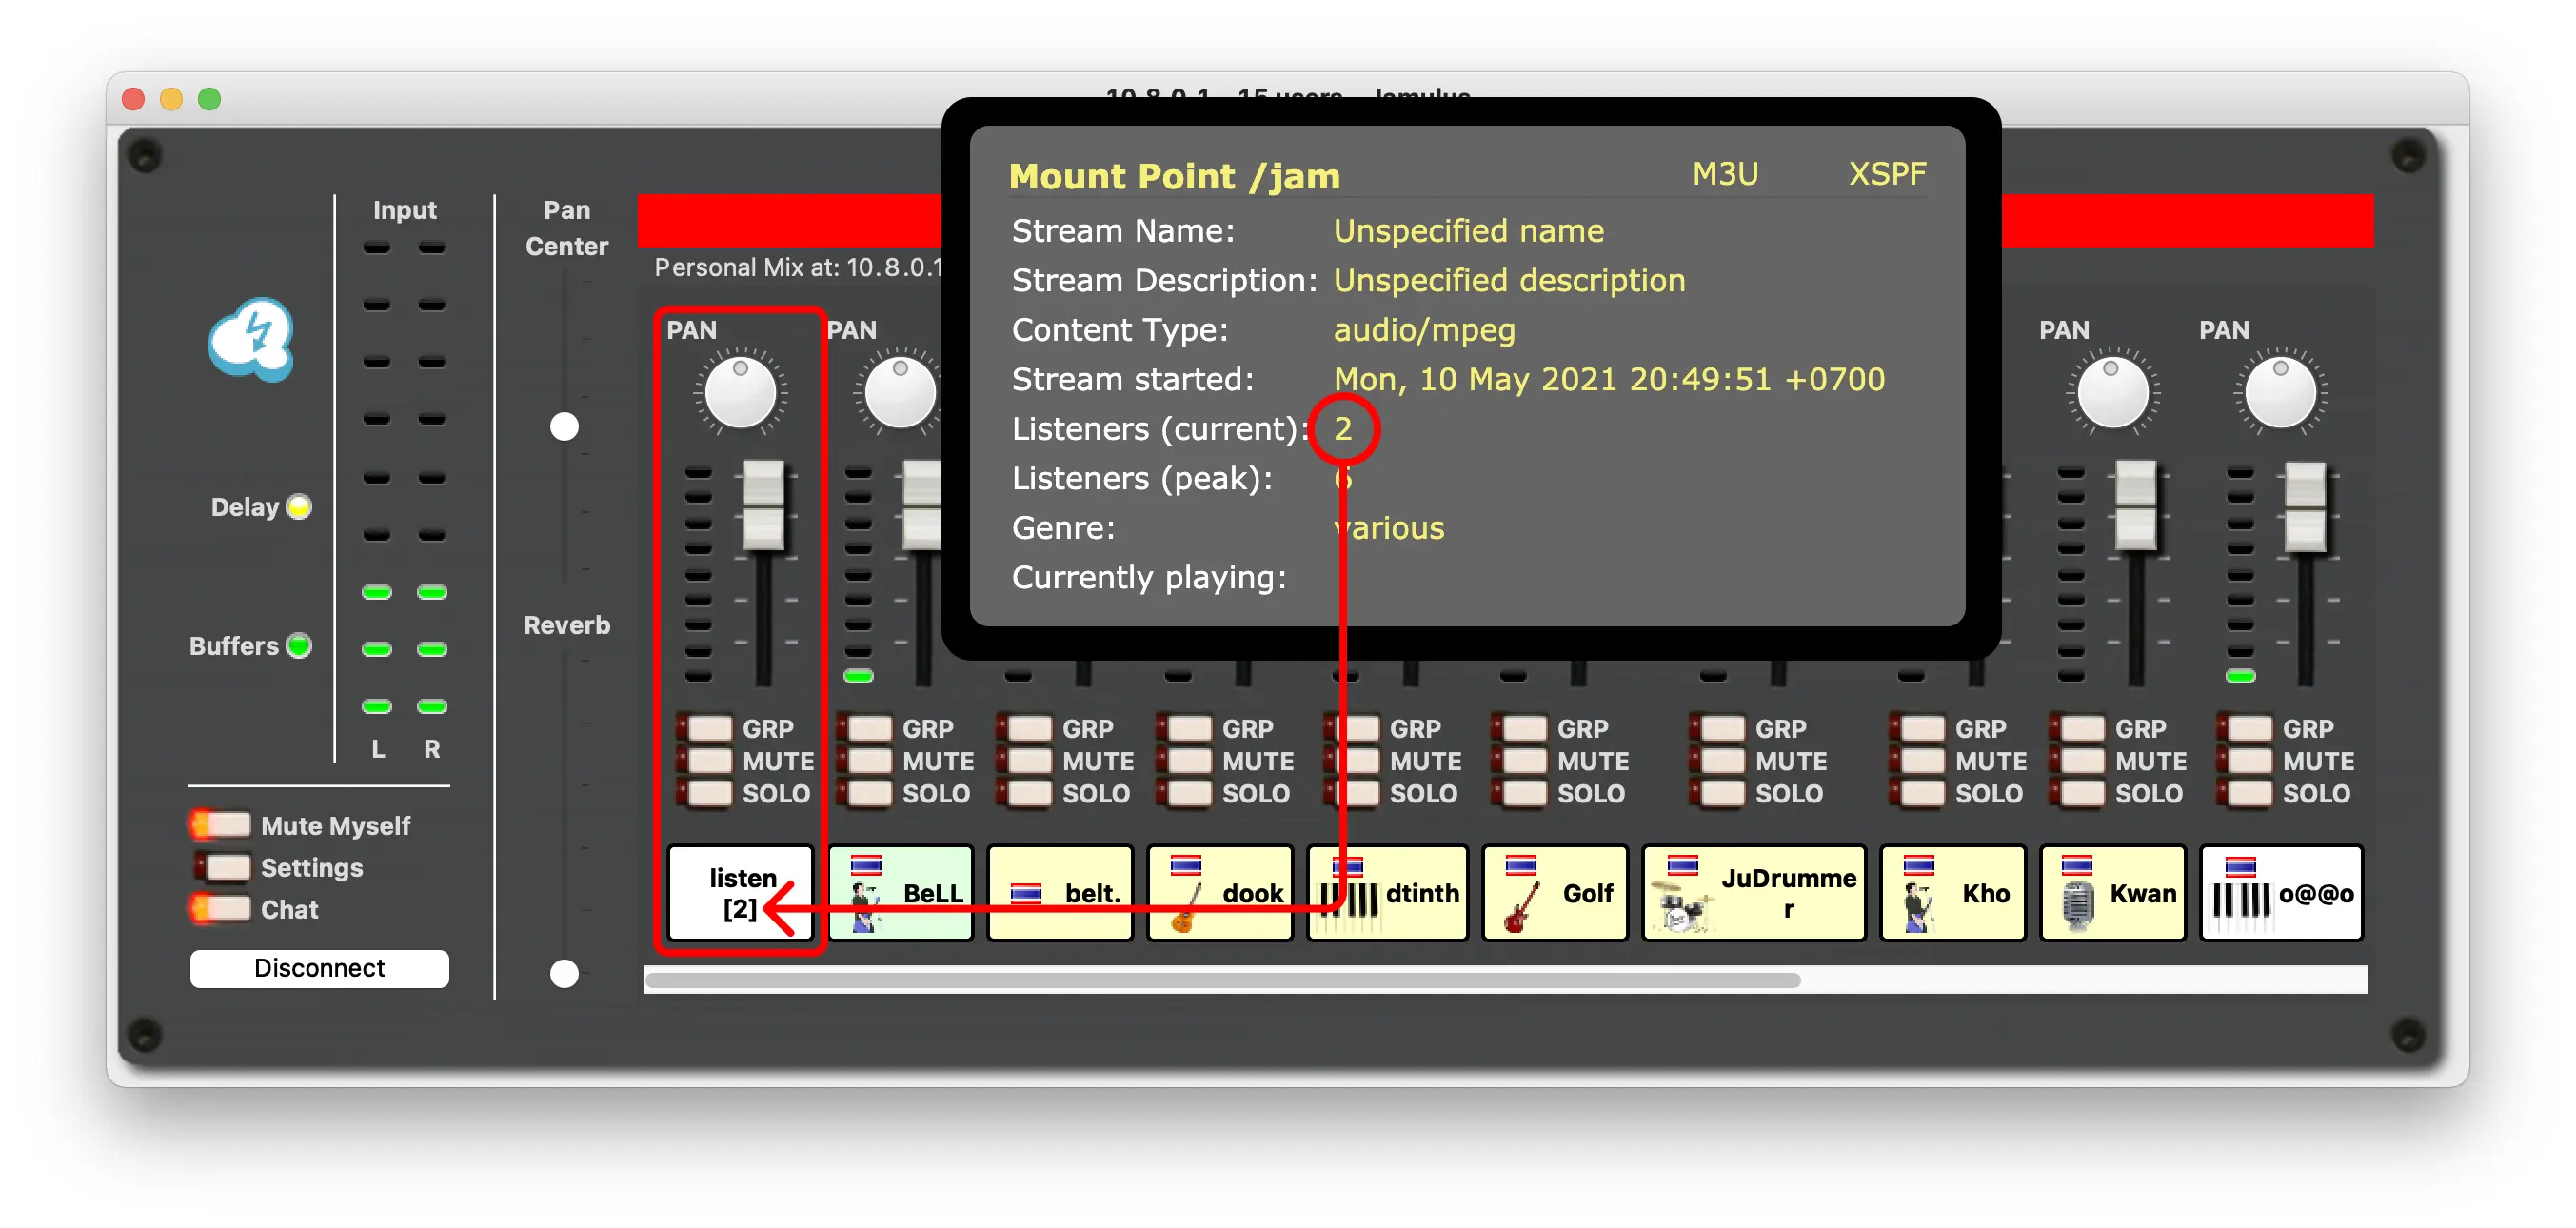 10.8.0.1 - 15 users - Jamulus
Mount Point /jam
M3U
XSPF
Stream Name: Unspecified name
Stream Description: Unspecified description
Content Type: audio/mpeg
Stream started: Mon, 10 May 2021 20:49:51 +0700
Listeners (current): 2
Listeners (peak): 6
Genre: various
Currently playing:
Input
L R
Delay
Buffers
Mute Myself
Settings
Chat
Disconnect
Pan
Center
Reverb
Personal Mix at: 10.8.0.1
PAN PAN PAN PAN
GRP GRP GRP GRP GRP GRP GRP GRP GRP GRP
MUTE MUTE MUTE MUTE MUTE MUTE MUTE MUTE MUTE MUTE
SOLO SOLO SOLO SOLO SOLO SOLO SOLO SOLO SOLO SOLO
listen
[2]
BeLL
belt.
dook
dtinth
Golf
JuDrumme
r
Kho
Kwan
o@@o